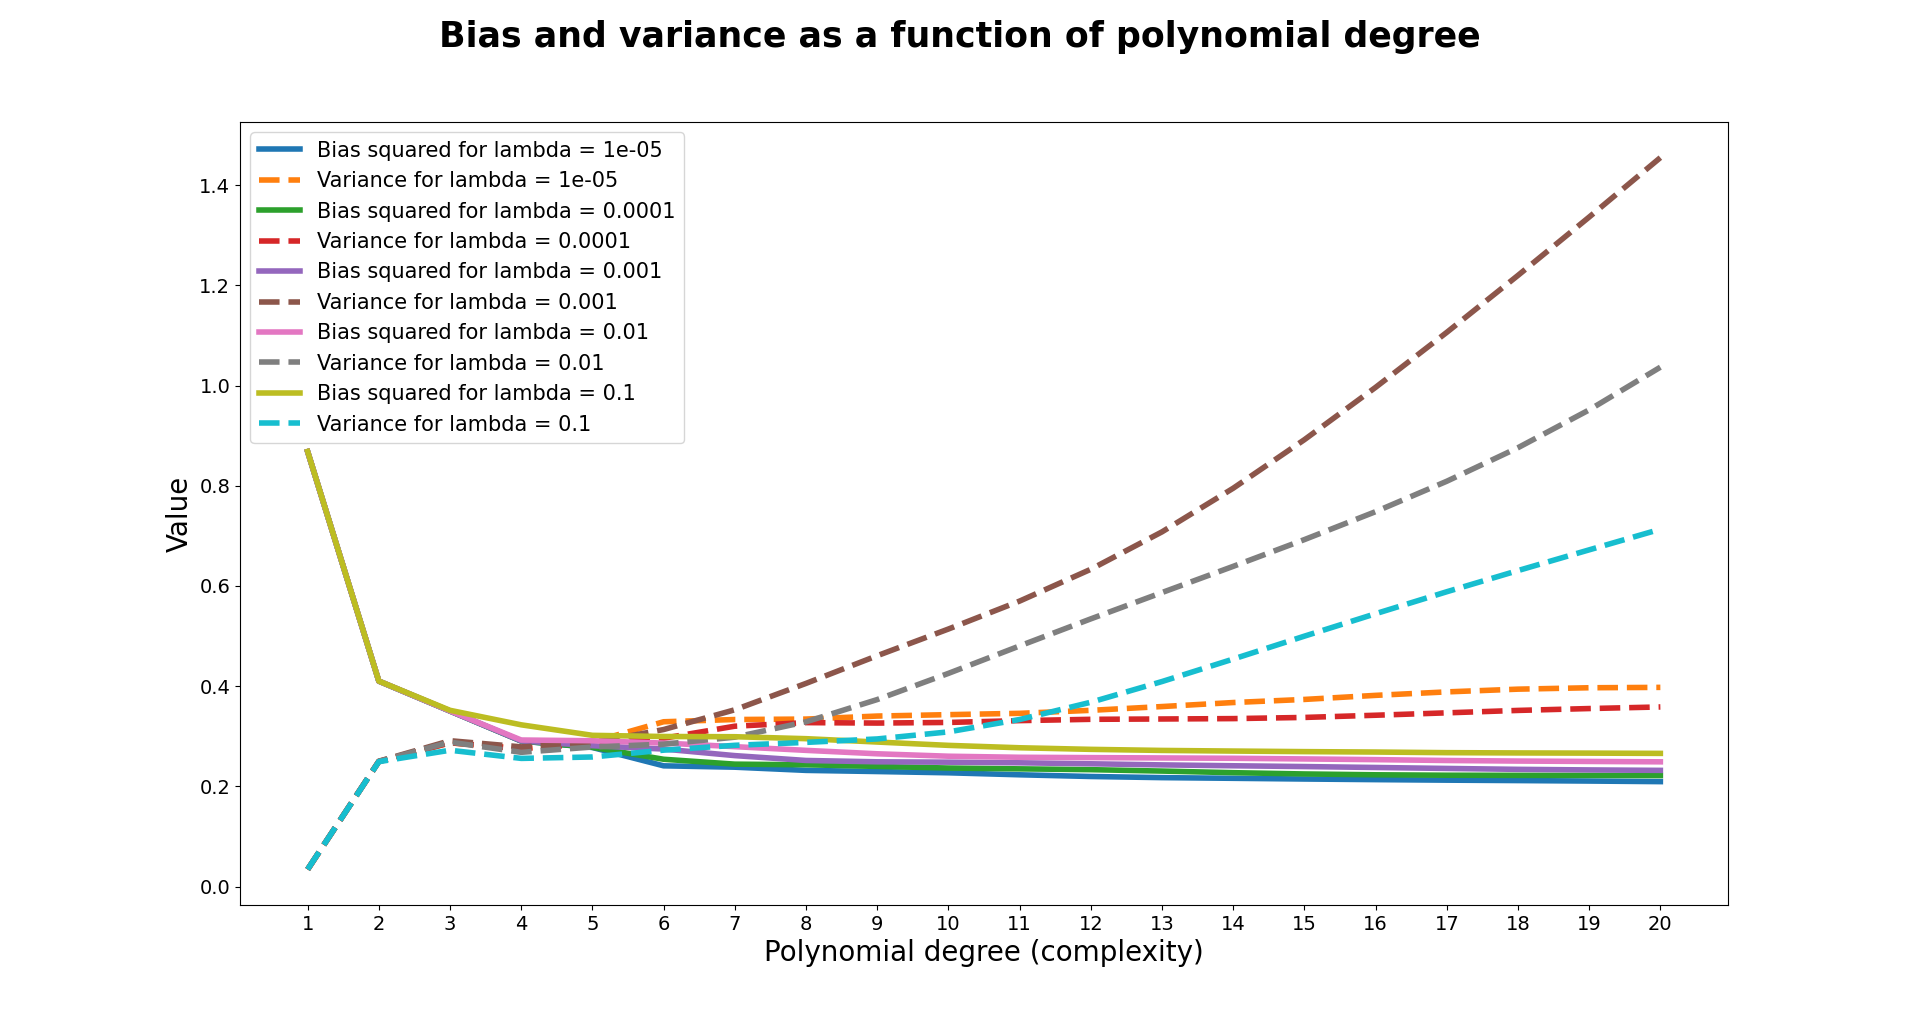 Bias and variance as a function of polynomial degree
Bias squared for lambda = 1e-05
Variance for lambda = 1e-05
Bias squared for lambda = 0.0001
Variance for lambda = 0.0001
Bias squared for lambda = 0.001
Variance for lambda = 0.001
Bias squared for lambda = 0.01
Variance for lambda = 0.01
Bias squared for lambda = 0.1
Variance for lambda = 0.1
1.4
1.2
1.0
0.8
0.6
0.4
0.2
0.0
Value
1 2 3 4 5 6 7 8 9 10 11 12 13 14 15 16 17 18 19 20
Polynomial degree (complexity)